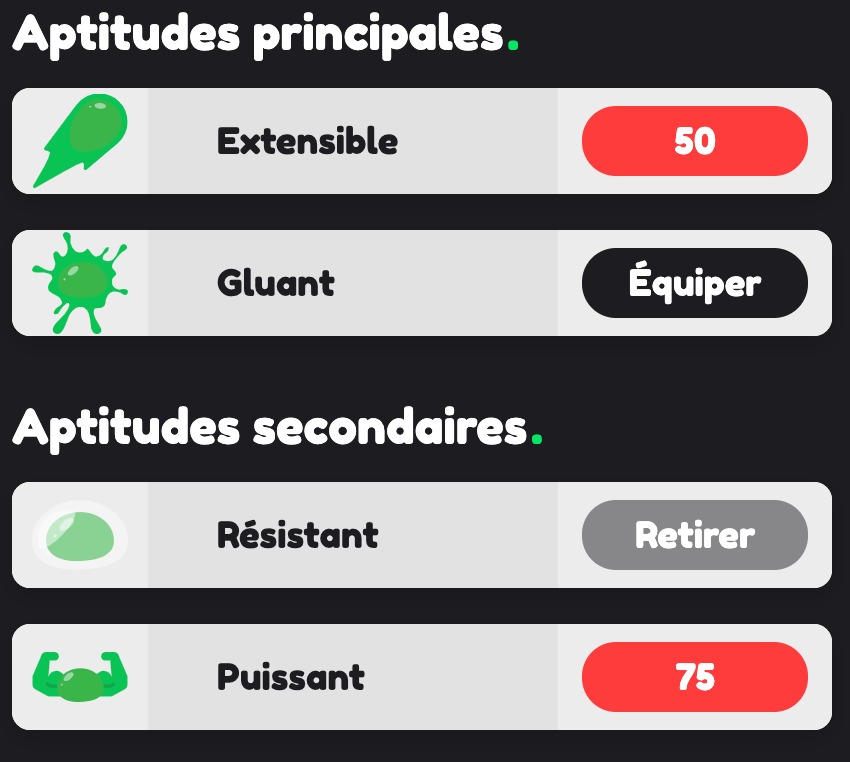 Aptitudes principales.
Extensible
50
Gluant
Équiper
Aptitudes secondaires.
Résistant
Retirer
Puissant
75